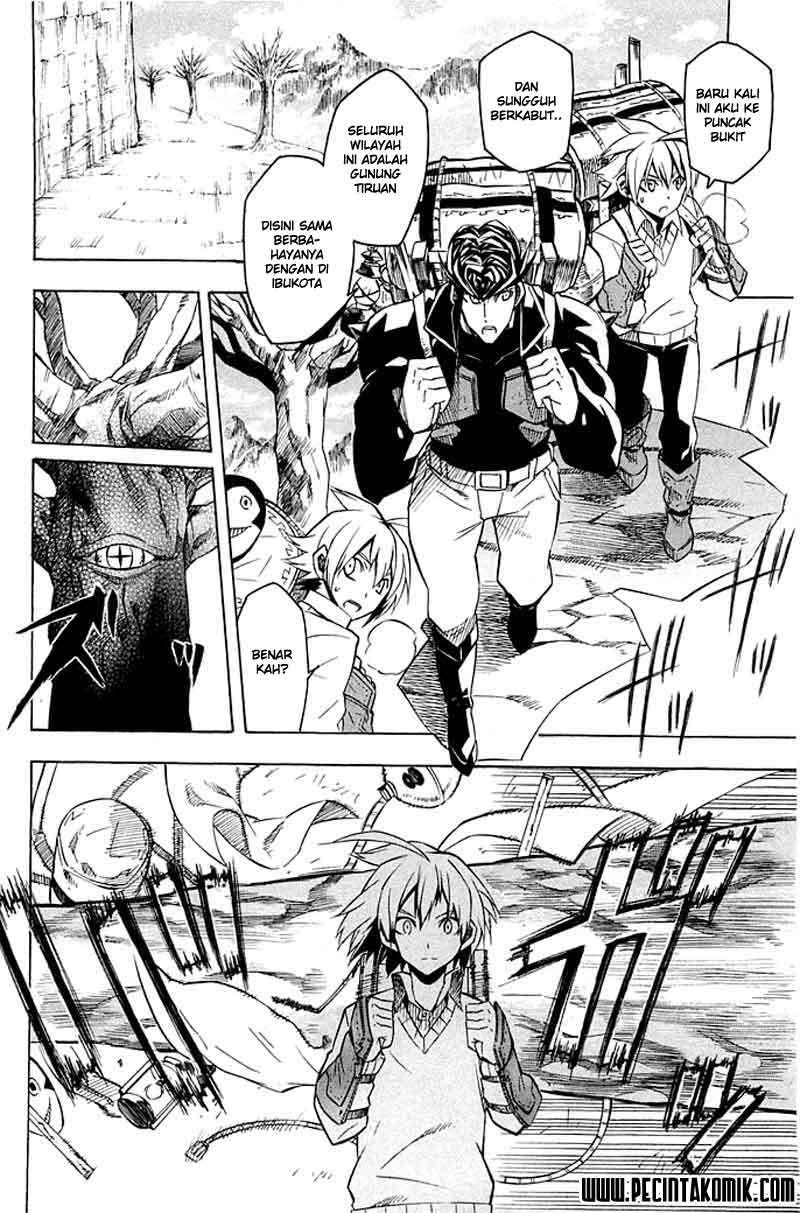 BARU KALI
INI AKU KE
PUNCAK
BUKIT
DAN
SUNGGUH
BERKABUT..
SELURUH
WILAYAH
INI ADALAH
GUNUNG
TIRUAN
DISINI SAMA
BERBA-
HAYANYA
DENGAN DI
IBUKOTA
BENAR
KAH?
WWW.PECINTAKOMIK.COM